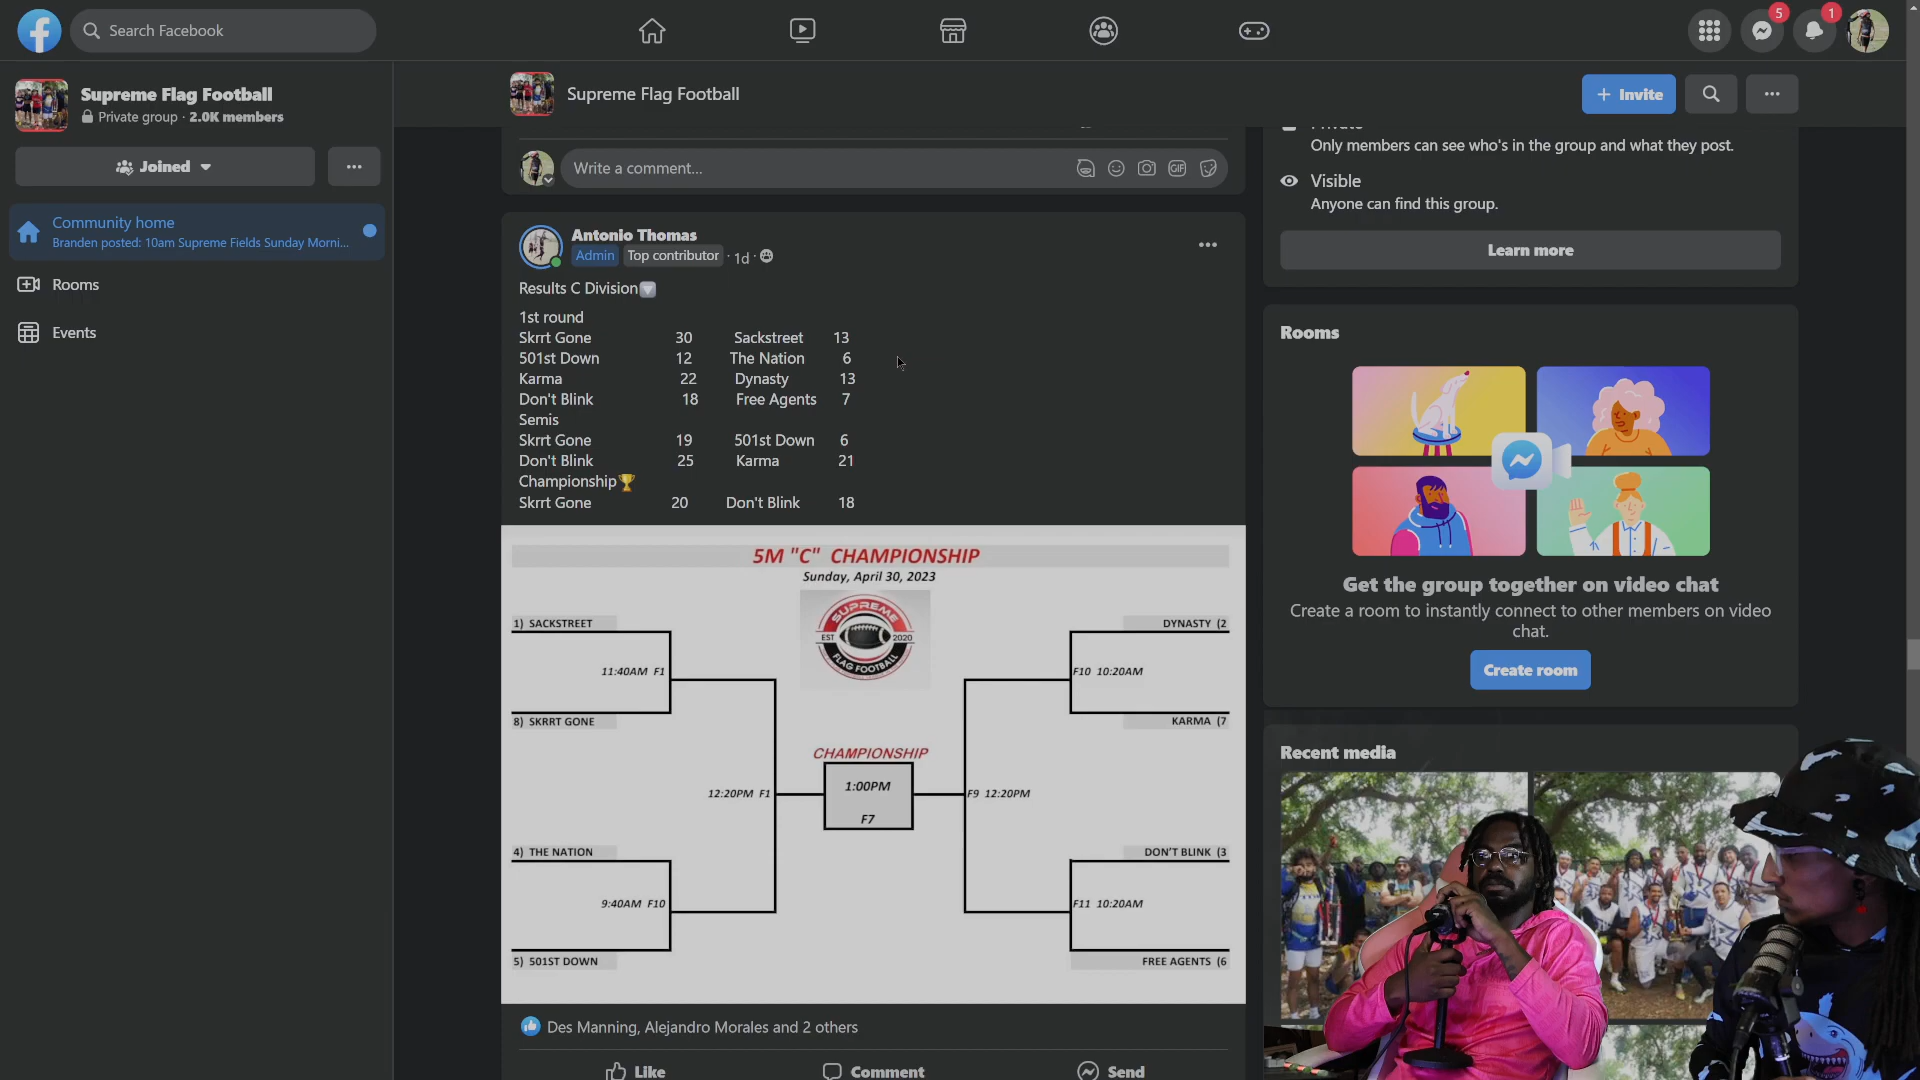 Search Facebook
5
1
Supreme Flag Football
Private group · 2.0K members
Joined
Community home
Branden posted: 10am Supreme Fields Sunday Morni...
Rooms
Events
Supreme Flag Football
+ Invite
Write a comment...
GIF
Antonio Thomas
Admin Top contributor · 1d ·
Results C Division
1st round
Skrrt Gone 30 Sackstreet 13
501st Down 12 The Nation 6
Karma 22 Dynasty 13
Don't Blink 18 Free Agents 7
Semis
Skrrt Gone 19 501st Down 6
Don't Blink 25 Karma 21
Championship🏆
Skrrt Gone 20 Don't Blink 18
5M "C" CHAMPIONSHIP
Sunday, April 30, 2023
SUPREME
EST 2020
FLAG FOOTBALL
1) SACKSTREET
11:40AM F1
8) SKRRT GONE
12:20PM F1
4) THE NATION
9:40AM F10
5) 501ST DOWN
CHAMPIONSHIP
1:00PM
F7
DYNASTY (2
F10 10:20AM
KARMA (7
F9 12:20PM
DON'T BLINK (3
F11 10:20AM
FREE AGENTS (6
Des Manning, Alejandro Morales and 2 others
Like
Comment
Send
Private
Only members can see who's in the group and what they post.
Visible
Anyone can find this group.
Learn more
Rooms
Get the group together on video chat
Create a room to instantly connect to other members on video
chat.
Create room
Recent media